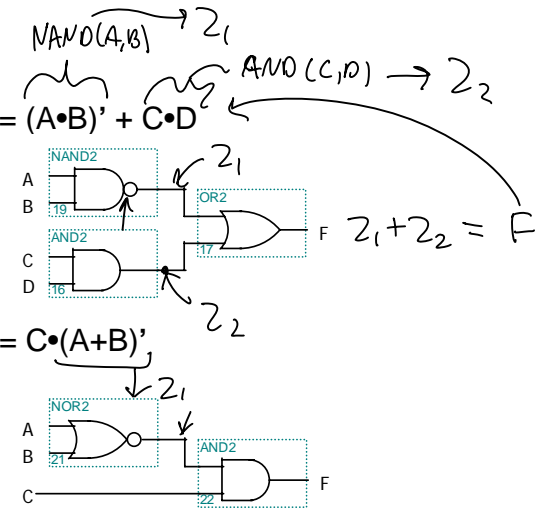 NAND(A,B) → Z₁
AND(C,D) → Z₂
= (A•B)’ + C•D
NAND2
Z₁
A
B
19
OR2
F
17
Z₁+Z₂ = F
AND2
C
D
16
Z₂
= C•(A+B)’
Z₁
NOR2
A
B
21
AND2
F
C
22